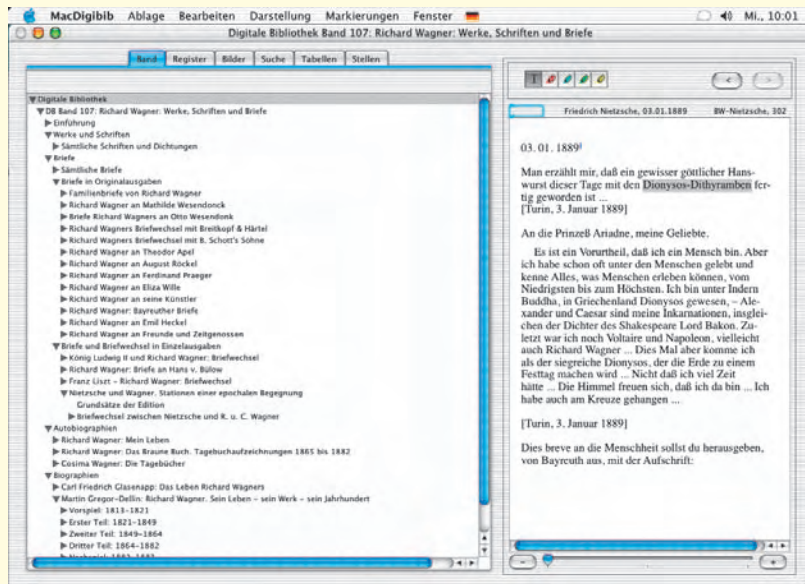 MacDigibib Ablage Bearbeiten Darstellung Markierungen Fenster Mi., 10:01
Digitale Bibliothek Band 107: Richard Wagner: Werke, Schriften und Briefe
Band Register Bilder Suche Tabellen Stellen
Digitale Bibliothek
DB Band 107: Richard Wagner: Werke, Schriften und Briefe
Einführung
Werke und Schriften
Sämtliche Schriften und Dichtungen
Briefe
Sämtliche Briefe
Briefe in Originalausgaben
Familienbriefe von Richard Wagner
Richard Wagner an Mathilde Wesendonck
Briefe Richard Wagners an Otto Wesendonk
Richard Wagners Briefwechsel mit Breitkopf & Härtel
Richard Wagners Briefwechsel mit B. Schott's Söhne
Richard Wagner an Theodor Apel
Richard Wagner an August Röckel
Richard Wagner an Ferdinand Praeger
Richard Wagner an Eliza Wille
Richard Wagner an seine Künstler
Richard Wagner: Bayreuther Briefe
Richard Wagner an Emil Heckel
Richard Wagner an Freunde und Zeitgenossen
Briefe und Briefwechsel in Einzelausgaben
König Ludwig II und Richard Wagner: Briefwechsel
Richard Wagner: Briefe an Hans v. Bülow
Franz Liszt - Richard Wagner: Briefwechsel
Nietzsche und Wagner. Stationen einer epochalen Begegnung
Grundsätze der Edition
Briefwechsel zwischen Nietzsche und R. u. C. Wagner
Autobiographien
Richard Wagner: Mein Leben
Richard Wagner: Das Braune Buch. Tagebuchaufzeichnungen 1865 bis 1882
Cosima Wagner: Die Tagebücher
Biographien
Carl Friedrich Glasenapp: Das Leben Richard Wagners
Martin Gregor-Dellin: Richard Wagner. Sein Leben - sein Werk - sein Jahrhundert
Vorspiel: 1813-1821
Erster Teil: 1821-1849
Zweiter Teil: 1849-1864
Dritter Teil: 1864-1882
T
< >
Friedrich Nietzsche, 03.01.1889 BW-Nietzsche, 302
03. 01. 1889
Man erzählt mir, daß ein gewisser göttlicher Hans-
wurst dieser Tage mit den Dionysos-Dithyramben fer-
tig geworden ist ...
[Turin, 3. Januar 1889]
An die Prinzeß Ariadne, meine Geliebte.
Es ist ein Vorurtheil, daß ich ein Mensch bin. Aber
ich habe schon oft unter den Menschen gelebt und
kenne Alles, was Menschen erleben können, vom
Niedrigsten bis zum Höchsten. Ich bin unter Indern
Buddha, in Griechenland Dionysos gewesen, – Ale-
xander und Caesar sind meine Inkarnationen, insglei-
chen der Dichter des Shakespeare Lord Bakon. Zu-
letzt war ich noch Voltaire und Napoleon, vielleicht
auch Richard Wagner ... Dies Mal aber komme ich
als der siegreiche Dionysos, der die Erde zu einem
Festtag machen wird ... Nicht daß ich viel Zeit
hätte ... Die Himmel freuen sich, daß ich da bin ... Ich
habe auch am Kreuze gehangen ...
[Turin, 3. Januar 1889]
Dies breve an die Menschheit sollst du herausgeben,
von Bayreuth aus, mit der Aufschrift:
- +